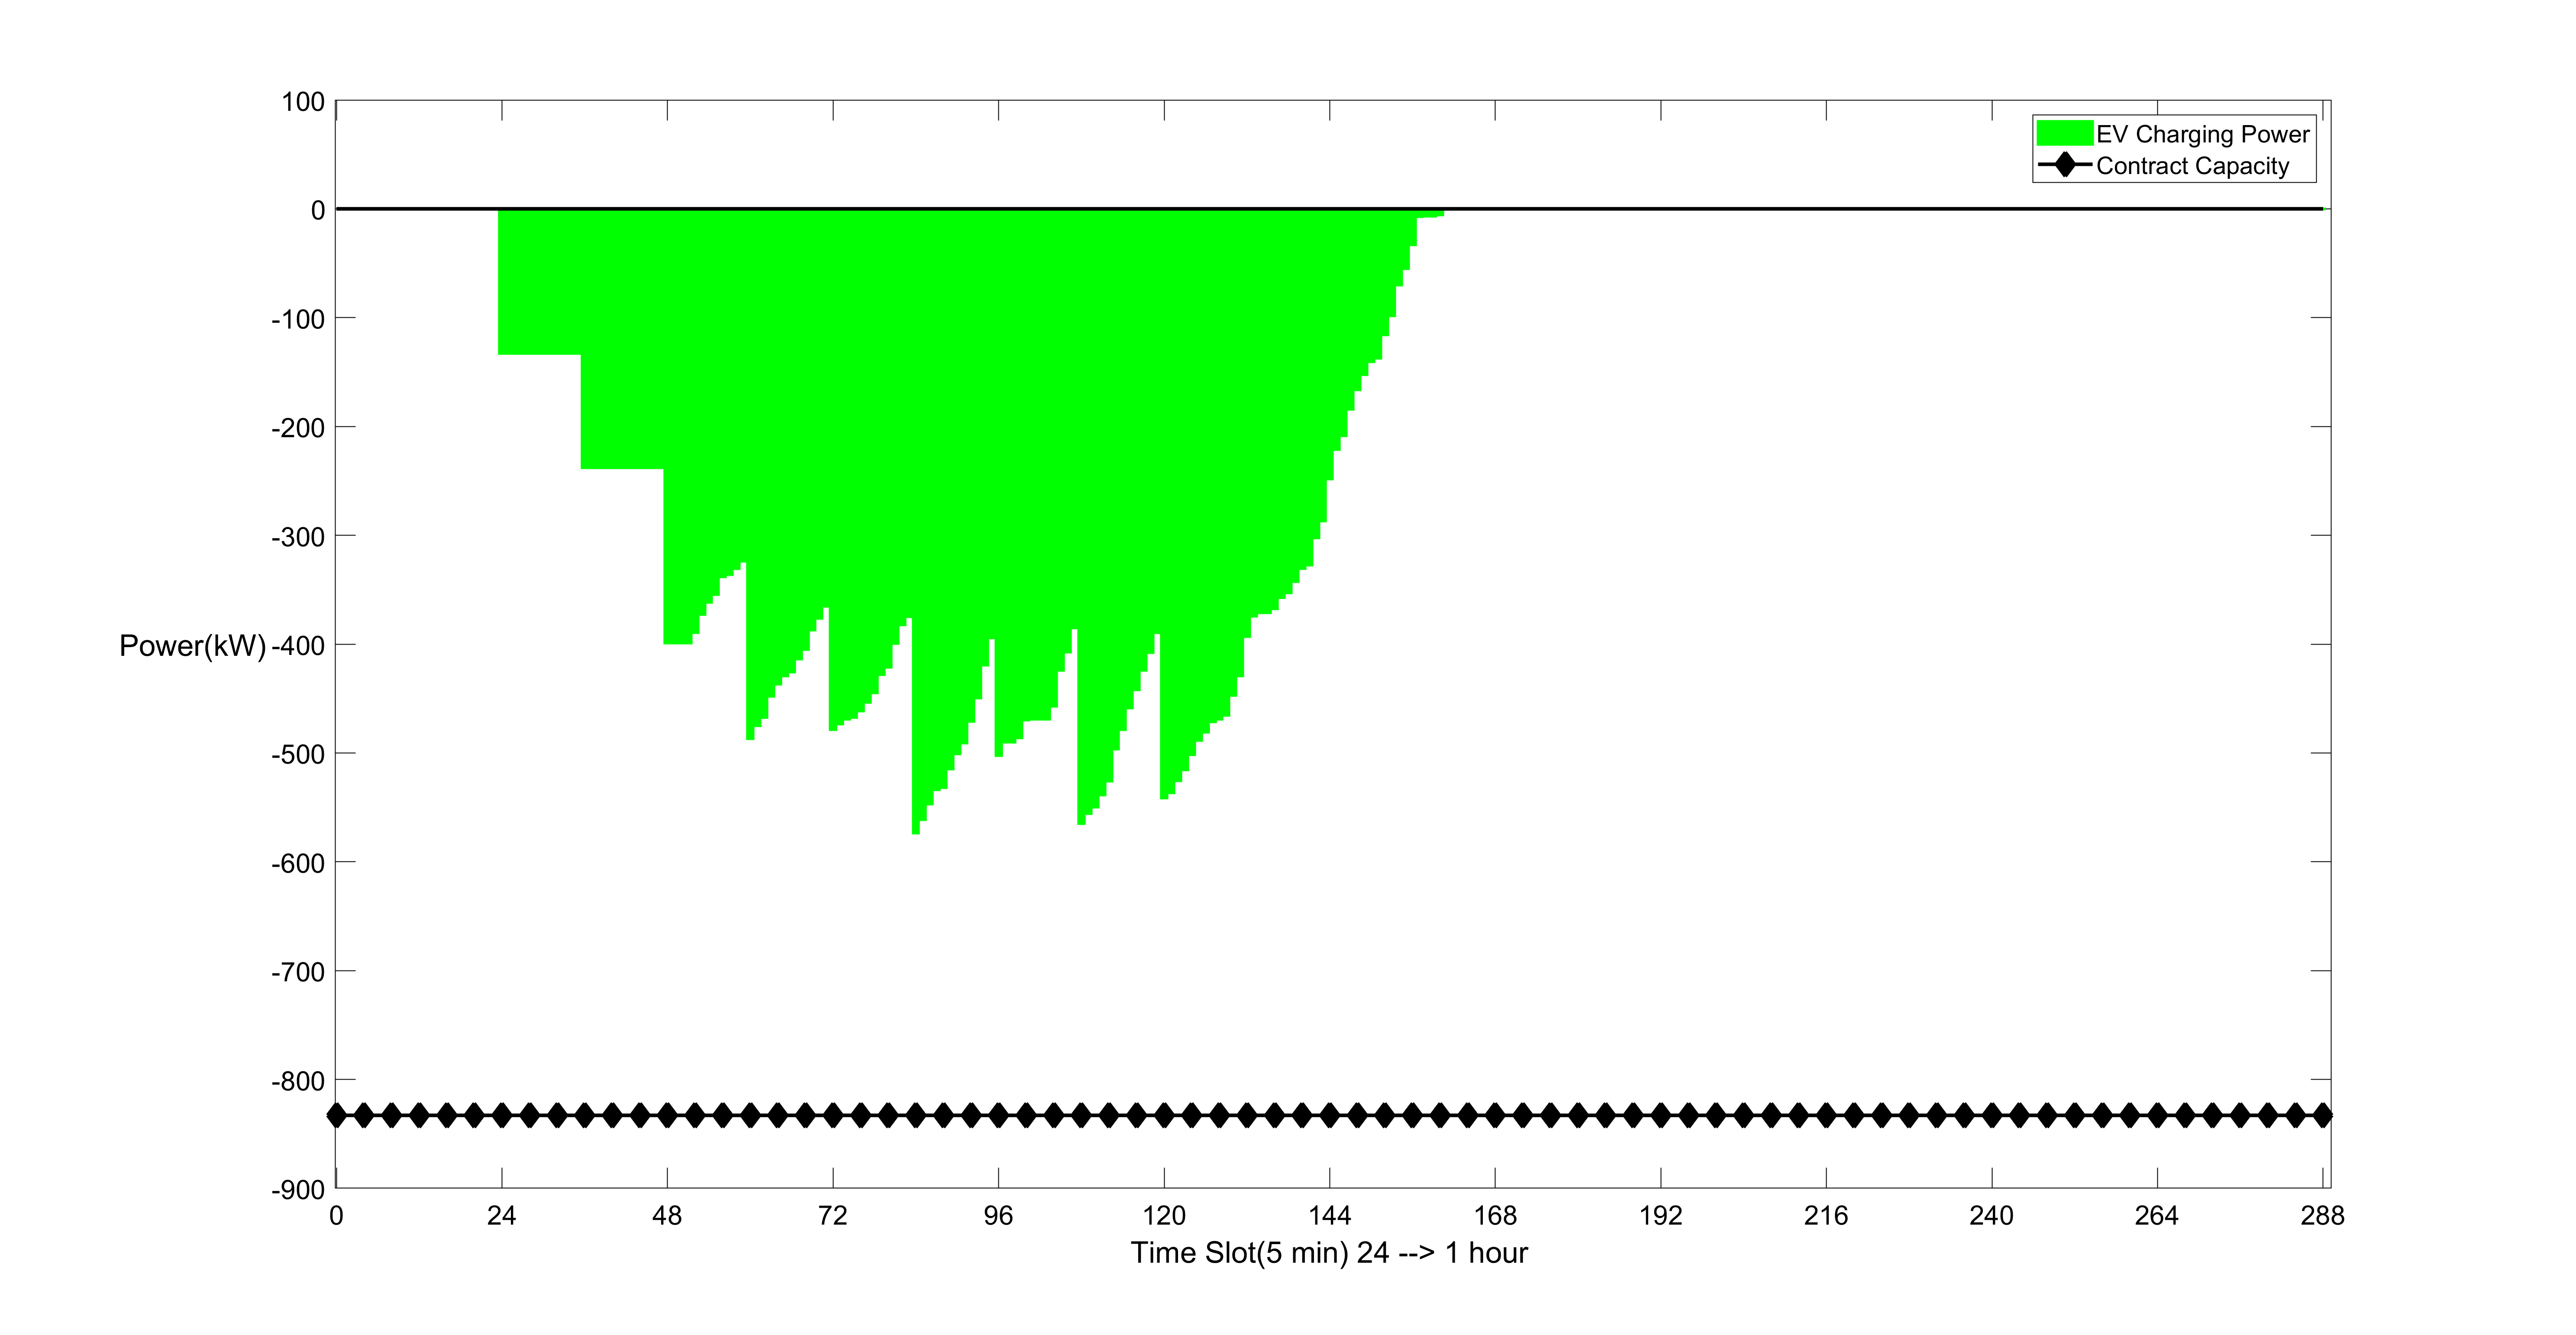 100
0
-100
-200
-300
-400
-500
-600
-700
-800
-900
Power(kW)
EV Charging Power
Contract Capacity
0 24 48 72 96 120 144 168 192 216 240 264 288
Time Slot(5 min) 24 --> 1 hour